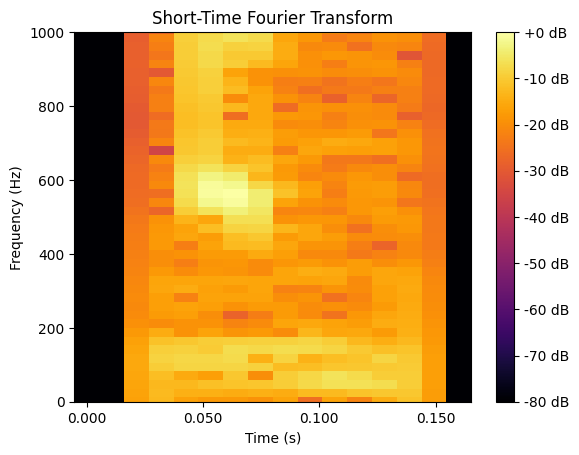 Short-Time Fourier Transform
1000
800
600
400
200
0
Frequency (Hz)
0.000
0.050
0.100
0.150
Time (s)
+0 dB
-10 dB
-20 dB
-30 dB
-40 dB
-50 dB
-60 dB
-70 dB
-80 dB